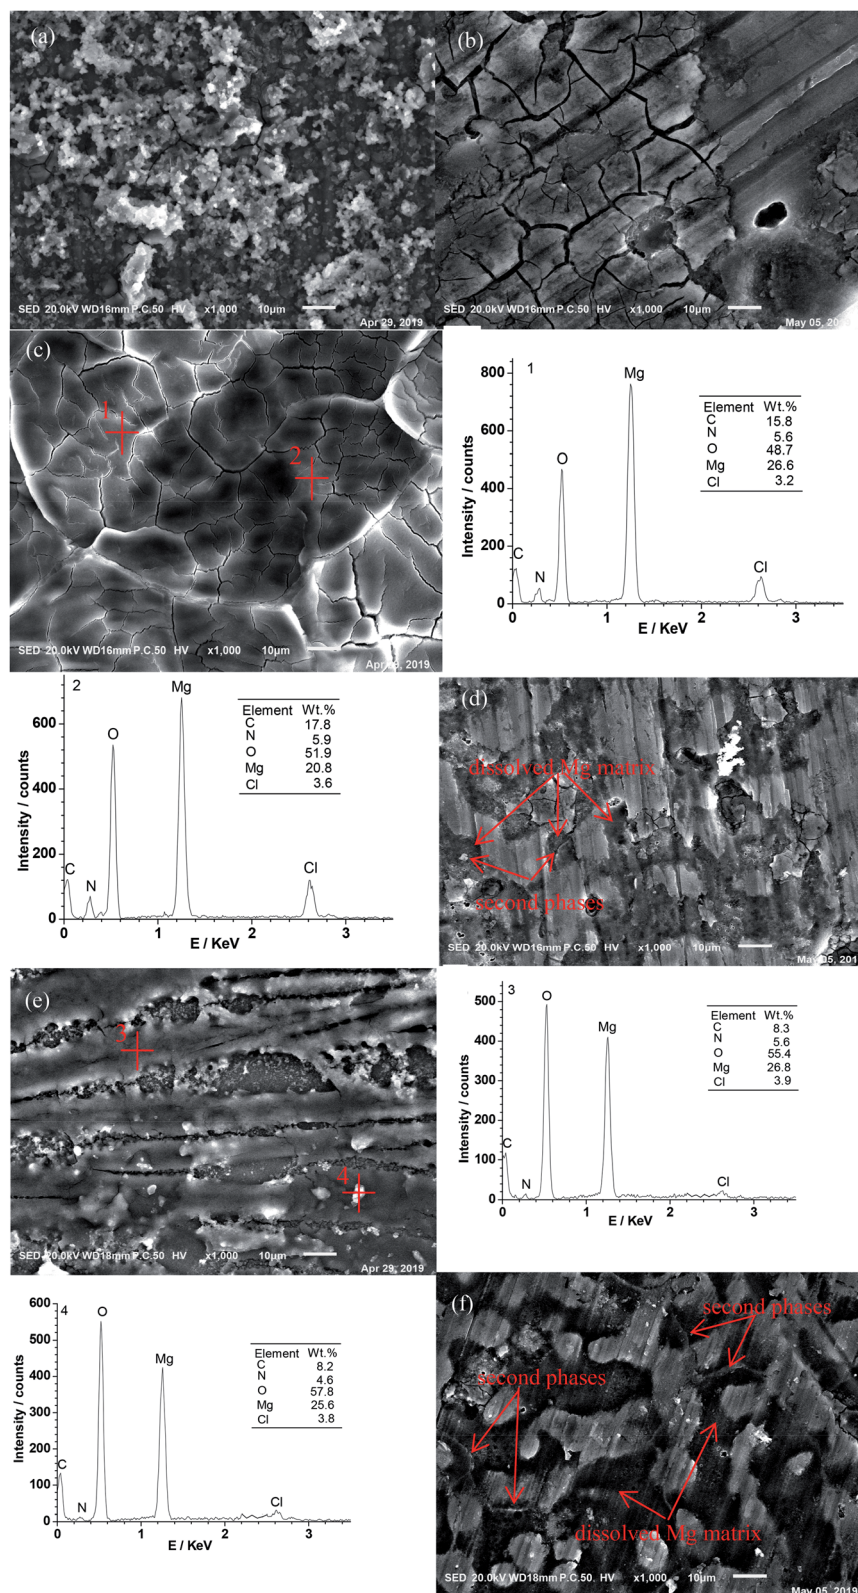 (a)
SED 20.0kV WD16mm P.C.50 HV x1,000 10µm
Apr 29, 2019
(b)
SED 20.0kV WD16mm P.C.50 HV x1,000 10µm
May 05, 20
(c)
1
2
SED 20.0kV WD16mm P.C.50 HV x1,000 10µm
2019
1
Intensity / counts
800
600
400
200
0
C
N
O
Mg
Cl
Element Wt.%
C 15.8
N 5.6
O 48.7
Mg 26.6
Cl 3.2
0 1 2 3
E / KeV
2
Intensity / counts
600
400
200
0
C
N
O
Mg
Cl
Element Wt.%
C 17.8
N 5.9
O 51.9
Mg 20.8
Cl 3.6
0 1 2 3
E / KeV
(d)
dissolved Mg matrix
second phases
SED 20.0kV WD16mm P.C.50 HV x1,000 10µm
May 05, 201
(e)
3
4
SED 20.0kV WD18mm P.C.50 HV x1,000 10µm
Apr 29, 2019
3
Intensity / counts
500
400
300
200
100
0
C
N
O
Mg
Cl
Element Wt.%
C 8.3
N 5.6
O 55.4
Mg 26.8
Cl 3.9
0 1 2 3
E / KeV
4
Intensity / counts
600
500
400
300
200
100
0
C
N
O
Mg
Cl
Element Wt.%
C 8.2
N 4.6
O 57.8
Mg 25.6
Cl 3.8
0 1 2 3
E / KeV
(f)
second phases
second phases
dissolved Mg matrix
SED 20.0kV WD16mm P.C.50 HV x1,000 10µm
May 05, 2019